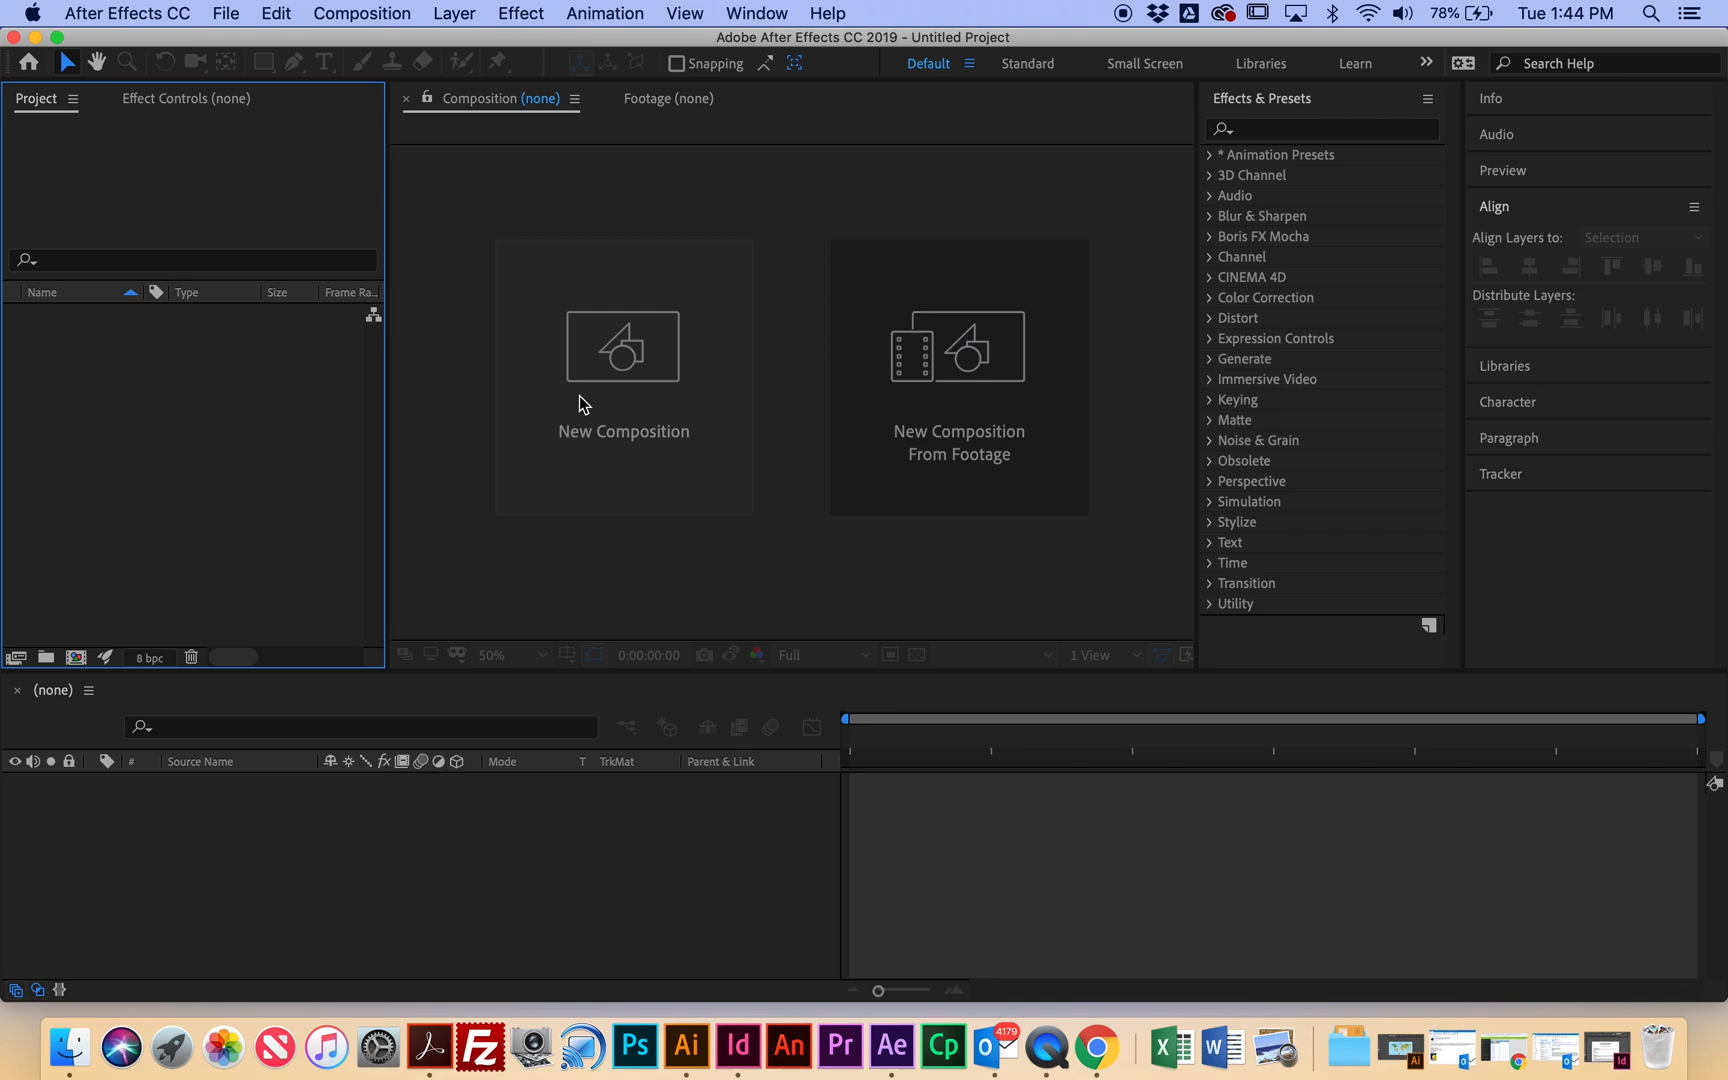 After Effects CC File Edit Composition Layer Effect Animation View Window Help 78% Tue 1:44 PM
Adobe After Effects CC 2019 - Untitled Project
T Snapping Default Standard Small Screen Libraries Learn >> Search Help
Project Effect Controls (none)
× Composition (none) Footage (none)
Effects & Presets
* Animation Presets
3D Channel
Audio
Blur & Sharpen
Boris FX Mocha
Channel
CINEMA 4D
Color Correction
Distort
Expression Controls
Generate
Immersive Video
Keying
Matte
Noise & Grain
Obsolete
Perspective
Simulation
Stylize
Text
Time
Transition
Utility
Info
Audio
Preview
Align
Align Layers to: Selection
Distribute Layers:
Libraries
Character
Paragraph
Tracker
Name Type Size Frame Ra...
New Composition
New Composition
From Footage
8 bpc
50% 0:00:00:00 Full 1 View
× (none)
# Source Name fx Mode T TrkMat Parent & Link
Fz Ps Ai Id An Pr Ae Cp 4179 X W